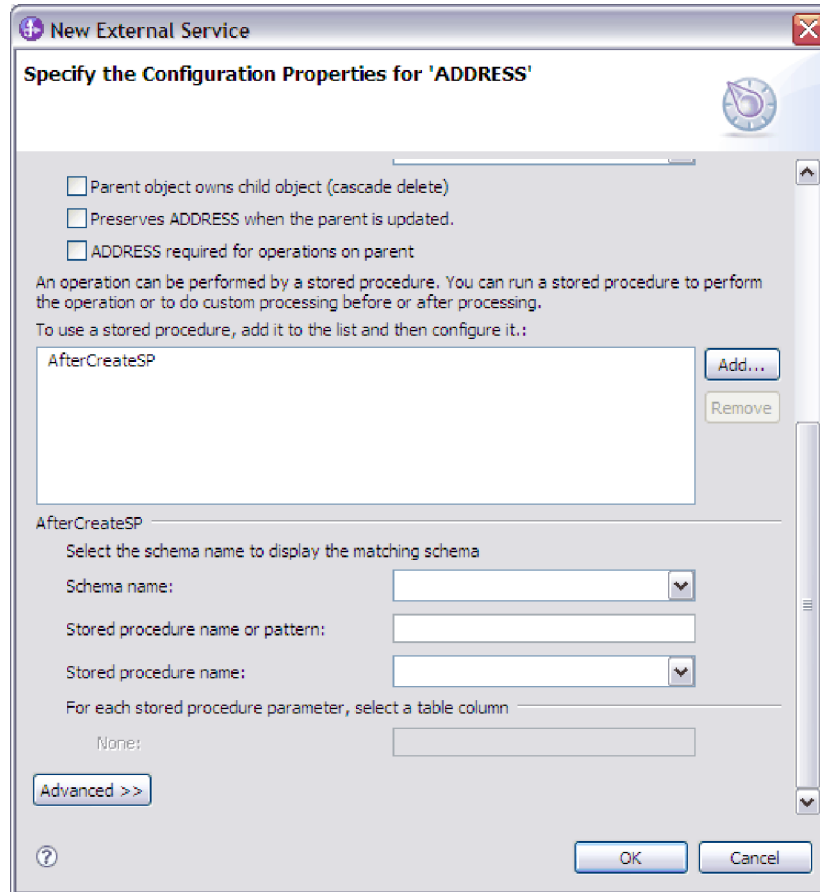 New External Service
Specify the Configuration Properties for 'ADDRESS'
Parent object owns child object (cascade delete)
Preserves ADDRESS when the parent is updated.
ADDRESS required for operations on parent
An operation can be performed by a stored procedure. You can run a stored procedure to perform
the operation or to do custom processing before or after processing.
To use a stored procedure, add it to the list and then configure it.:
AfterCreateSP
Add...
Remove
AfterCreateSP
Select the schema name to display the matching schema
Schema name:
Stored procedure name or pattern:
Stored procedure name:
For each stored procedure parameter, select a table column
None:
Advanced >>
?
OK
Cancel